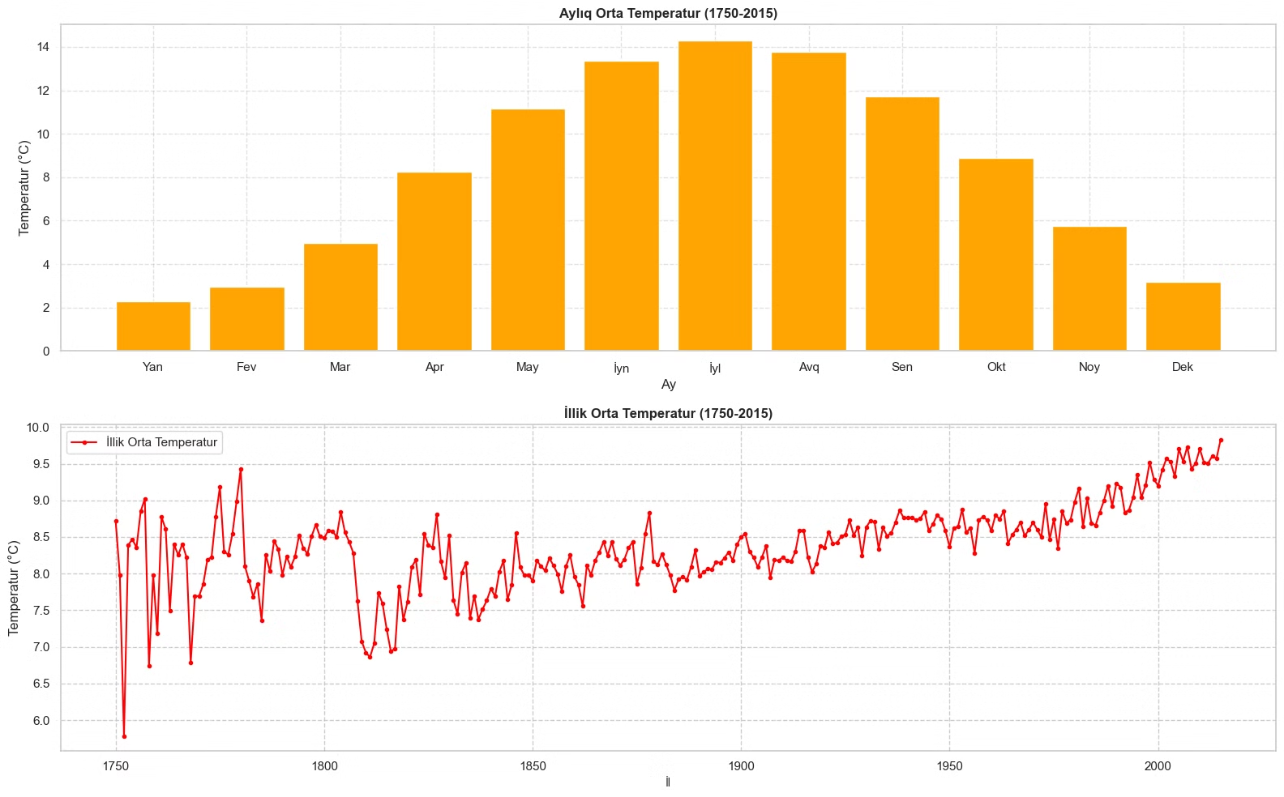 Aylıq Orta Temperatur (1750-2015)
Temperatur (°C)
14
12
10
8
6
4
2
0
Yan Fev Mar Apr May İyn İyl Avq Sen Okt Noy Dek
Ay
İllik Orta Temperatur (1750-2015)
İllik Orta Temperatur
Temperatur (°C)
10.0
9.5
9.0
8.5
8.0
7.5
7.0
6.5
6.0
1750 1800 1850 1900 1950 2000
İl